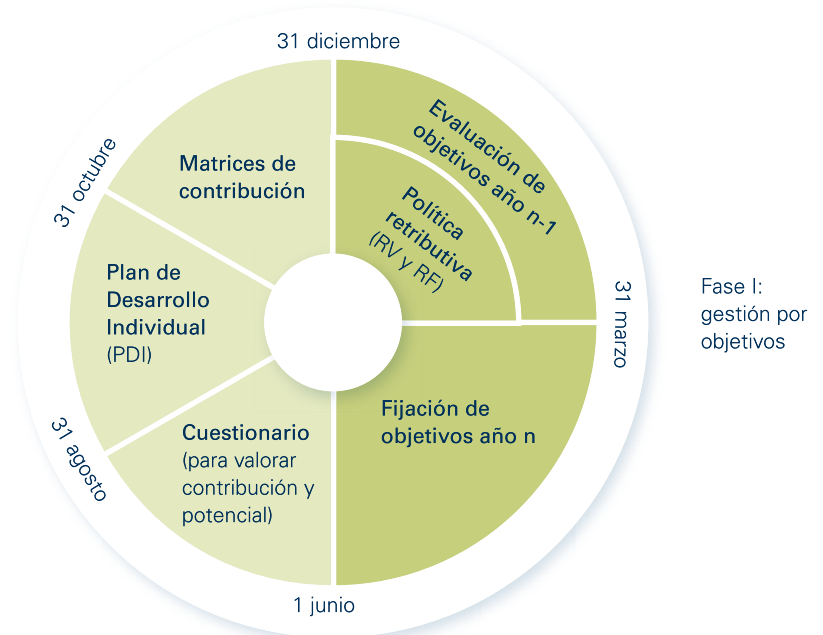 31 diciembre
Evaluación de
objetivos año n-1
Política
retributiva
(RV y RF)
31 marzo
Fase I:
gestión por
objetivos
Fijación de
objetivos año n
1 junio
Cuestionario
(para valorar
contribución y
potencial)
31 agosto
Plan de
Desarrollo
Individual
(PDI)
31 octubre
Matrices de
contribución